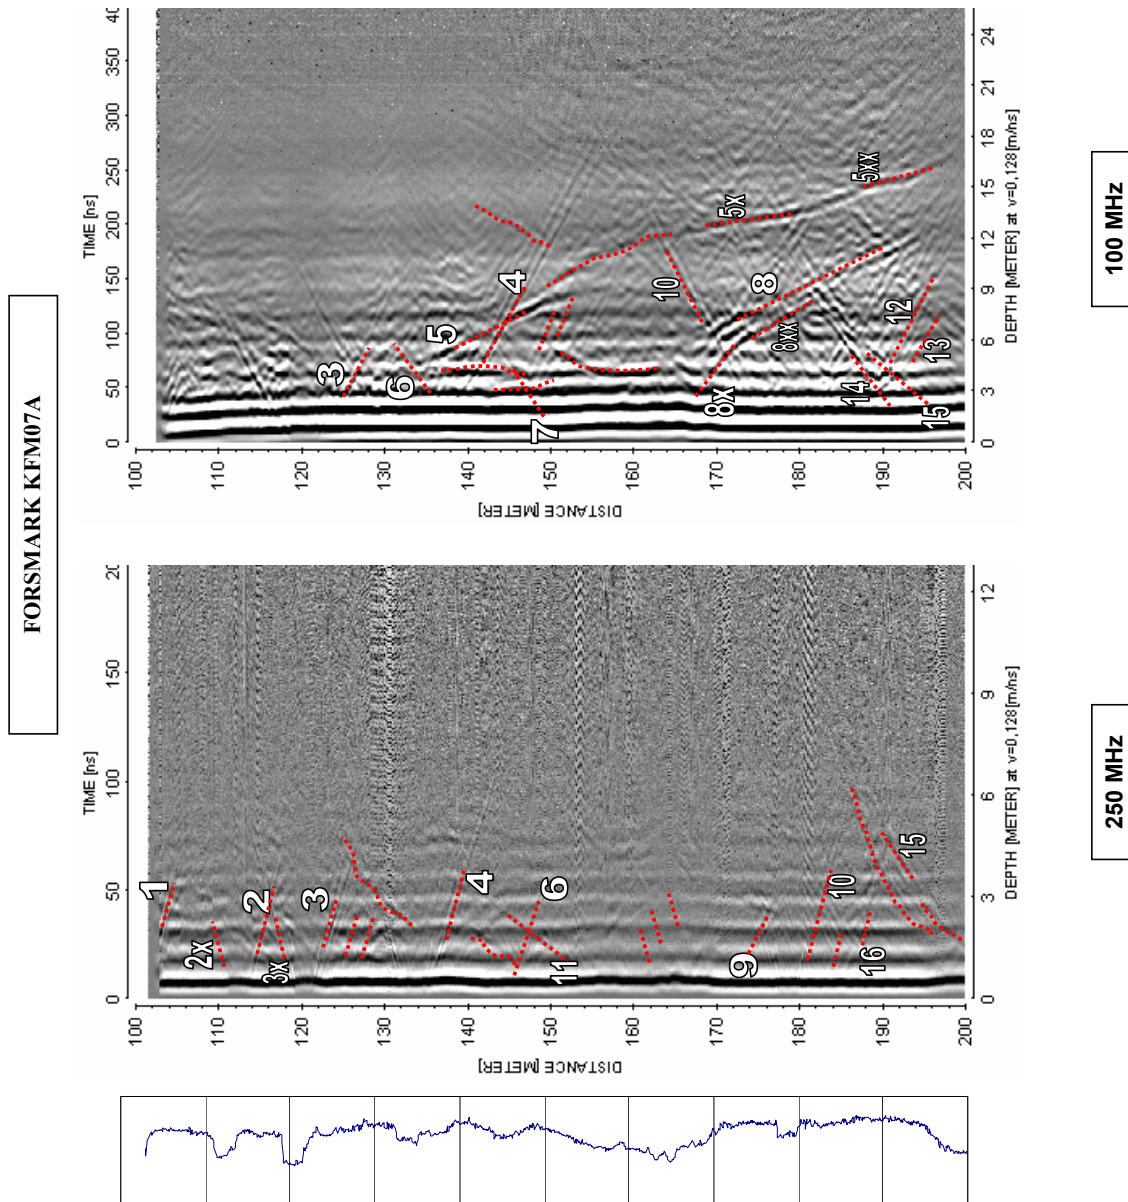 FORSMARK KFM07A
100 MHz
TIME [ns]
0 50 100 150 200 250 300 350 40
DEPTH [METER] at v=0,128[m/ns]
0 3 6 9 12 15 18 21 24
DISTANCE [METER]
100 110 120 130 140 150 160 170 180 190 200
3 6 5 4 7 10 8x 5x 8 8xx 5xx 14 12 13 15
250 MHz
TIME [ns]
0 50 100 150 20
DEPTH [METER] at v=0,128[m/ns]
0 3 6 9 12
DISTANCE [METER]
100 110 120 130 140 150 160 170 180 190 200
1 2x 2 3x 3 4 6 11 9 10 16 15